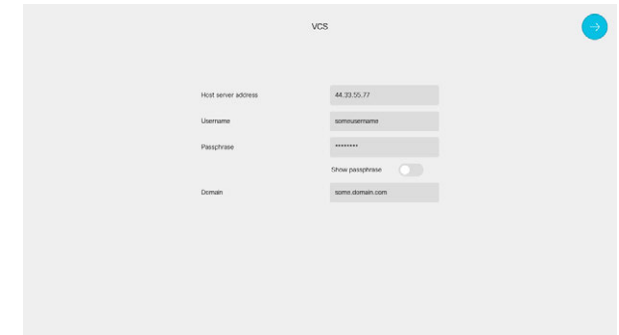 VCS
Host server address 44.33.55.77
Username someusername
Passphrase ********
Show passphrase
Domain some.domain.com